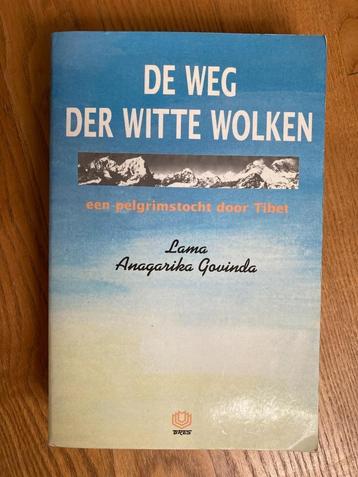 DE WEG
DER WITTE WOLKEN
een pelgrimstocht door Tibet
Lama
Anagarika Govinda
BRES